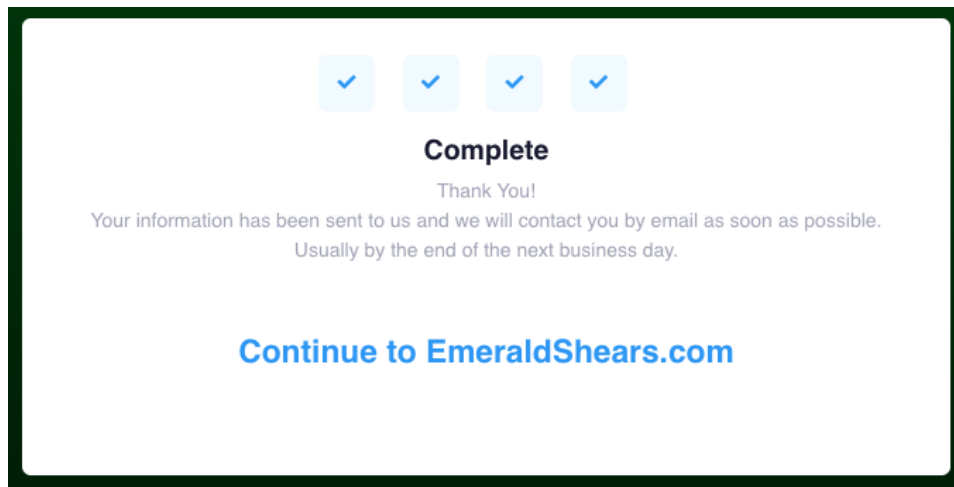 Complete
Thank You!
Your information has been sent to us and we will contact you by email as soon as possible.
Usually by the end of the next business day.
Continue to EmeraldShears.com